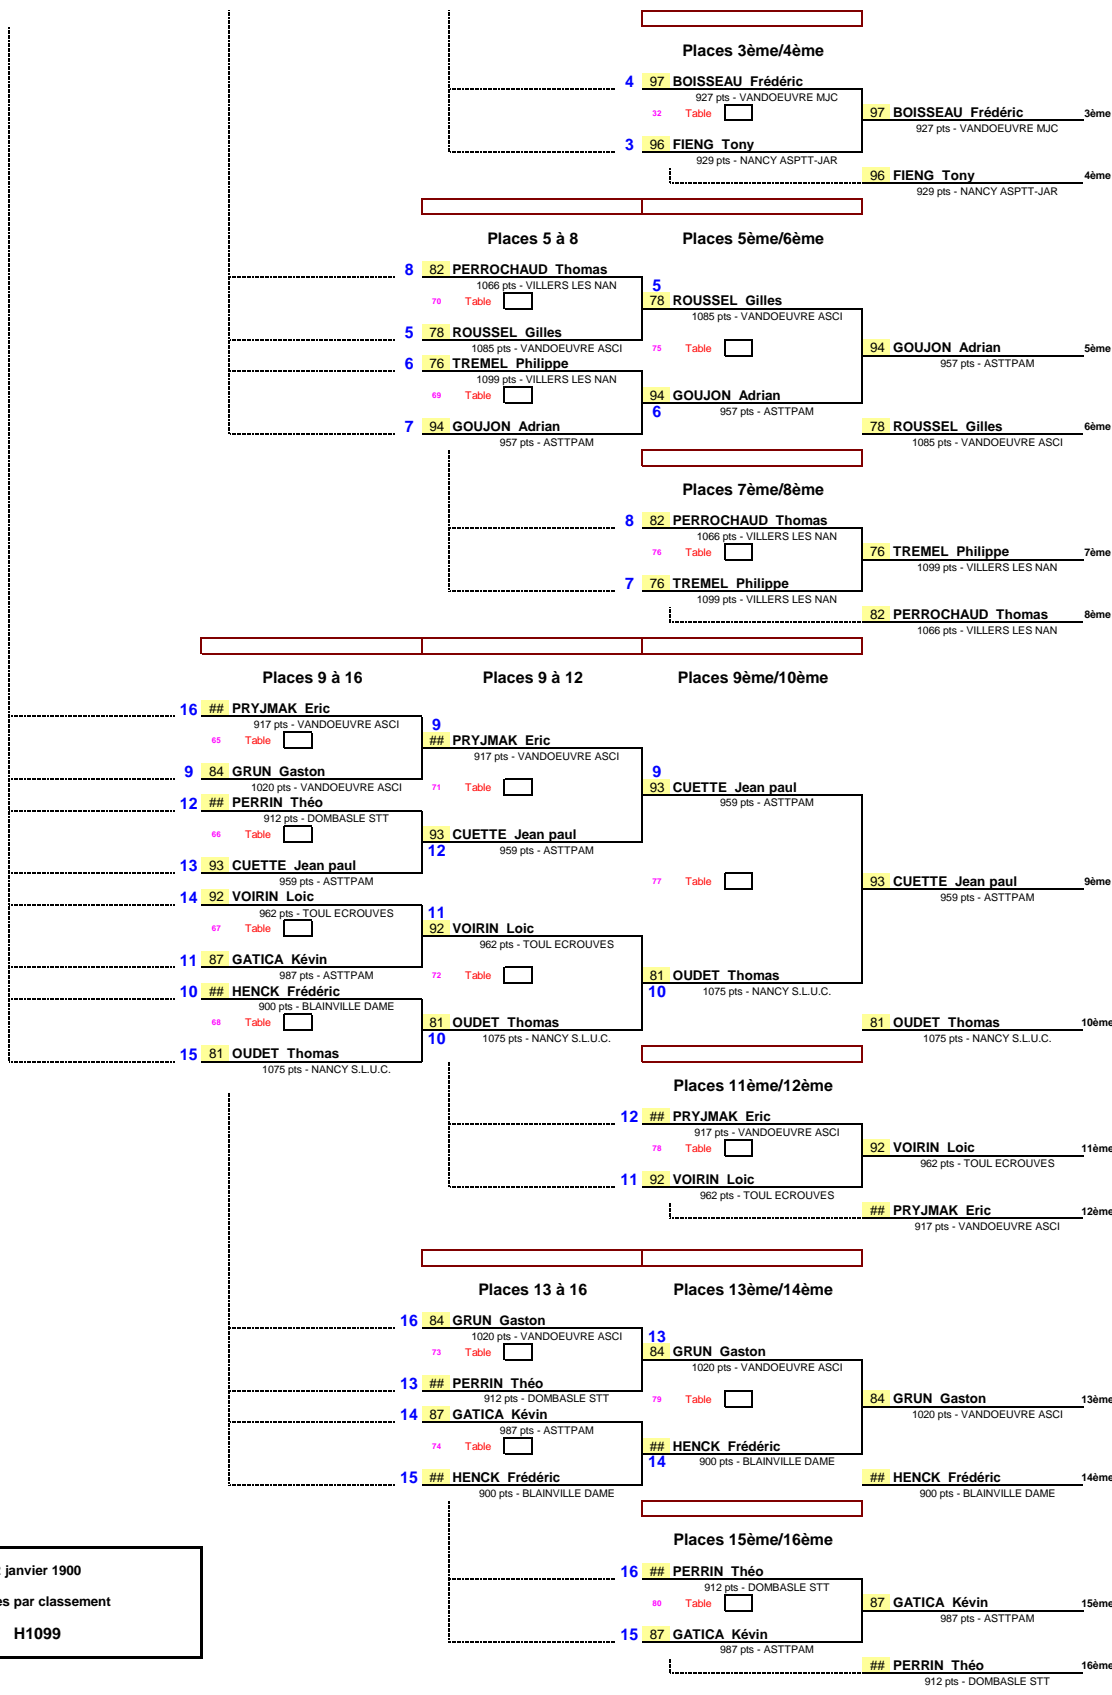 Places 3ème/4ème
4 97 BOISSEAU Frédéric
927 pts - VANDOEUVRE MJC
32 Table
97 BOISSEAU Frédéric 3ème
927 pts - VANDOEUVRE MJC
3 96 FIENG Tony
929 pts - NANCY ASPTT-JAR
96 FIENG Tony 4ème
929 pts - NANCY ASPTT-JAR
Places 5 à 8 Places 5ème/6ème
8 82 PERROCHAUD Thomas
1066 pts - VILLERS LES NAN
5
70 Table
78 ROUSSEL Gilles
1085 pts - VANDOEUVRE ASCI
5 78 ROUSSEL Gilles
1085 pts - VANDOEUVRE ASCI
75 Table
94 GOUJON Adrian 5ème
957 pts - ASTTPAM
6 76 TREMEL Philippe
1099 pts - VILLERS LES NAN
69 Table
94 GOUJON Adrian
957 pts - ASTTPAM
6
7 94 GOUJON Adrian
957 pts - ASTTPAM
78 ROUSSEL Gilles 6ème
1085 pts - VANDOEUVRE ASCI
Places 7ème/8ème
8 82 PERROCHAUD Thomas
1066 pts - VILLERS LES NAN
76 Table
76 TREMEL Philippe 7ème
1099 pts - VILLERS LES NAN
7 76 TREMEL Philippe
1099 pts - VILLERS LES NAN
82 PERROCHAUD Thomas 8ème
1066 pts - VILLERS LES NAN
Places 9 à 16 Places 9 à 12 Places 9ème/10ème
16 ## PRYJMAK Eric
917 pts - VANDOEUVRE ASCI
9
65 Table
## PRYJMAK Eric
917 pts - VANDOEUVRE ASCI
9 84 GRUN Gaston
1020 pts - VANDOEUVRE ASCI
9
71 Table
93 CUETTE Jean paul
959 pts - ASTTPAM
12 ## PERRIN Théo
912 pts - DOMBASLE STT
66 Table
93 CUETTE Jean paul
959 pts - ASTTPAM
12
13 93 CUETTE Jean paul
959 pts - ASTTPAM
77 Table
93 CUETTE Jean paul 9ème
959 pts - ASTTPAM
14 92 VOIRIN Loic
962 pts - TOUL ECROUVES
11
67 Table
92 VOIRIN Loic
962 pts - TOUL ECROUVES
11 87 GATICA Kévin
987 pts - ASTTPAM
72 Table
81 OUDET Thomas
1075 pts - NANCY S.L.U.C.
10
10 ## HENCK Frédéric
900 pts - BLAINVILLE DAME
68 Table
81 OUDET Thomas
1075 pts - NANCY S.L.U.C.
10
81 OUDET Thomas 10ème
1075 pts - NANCY S.L.U.C.
15 81 OUDET Thomas
1075 pts - NANCY S.L.U.C.
Places 11ème/12ème
12 ## PRYJMAK Eric
917 pts - VANDOEUVRE ASCI
78 Table
92 VOIRIN Loic 11ème
962 pts - TOUL ECROUVES
11 92 VOIRIN Loic
962 pts - TOUL ECROUVES
## PRYJMAK Eric 12ème
917 pts - VANDOEUVRE ASCI
Places 13 à 16 Places 13ème/14ème
16 84 GRUN Gaston
1020 pts - VANDOEUVRE ASCI
13
73 Table
84 GRUN Gaston
1020 pts - VANDOEUVRE ASCI
13 ## PERRIN Théo
912 pts - DOMBASLE STT
79 Table
84 GRUN Gaston 13ème
1020 pts - VANDOEUVRE ASCI
14 87 GATICA Kévin
987 pts - ASTTPAM
74 Table
## HENCK Frédéric
900 pts - BLAINVILLE DAME
14
15 ## HENCK Frédéric
900 pts - BLAINVILLE DAME
## HENCK Frédéric 14ème
900 pts - BLAINVILLE DAME
Places 15ème/16ème
16 ## PERRIN Théo
912 pts - DOMBASLE STT
80 Table
87 GATICA Kévin 15ème
987 pts - ASTTPAM
15 87 GATICA Kévin
987 pts - ASTTPAM
## PERRIN Théo 16ème
912 pts - DOMBASLE STT
janvier 1900
es par classement
H1099